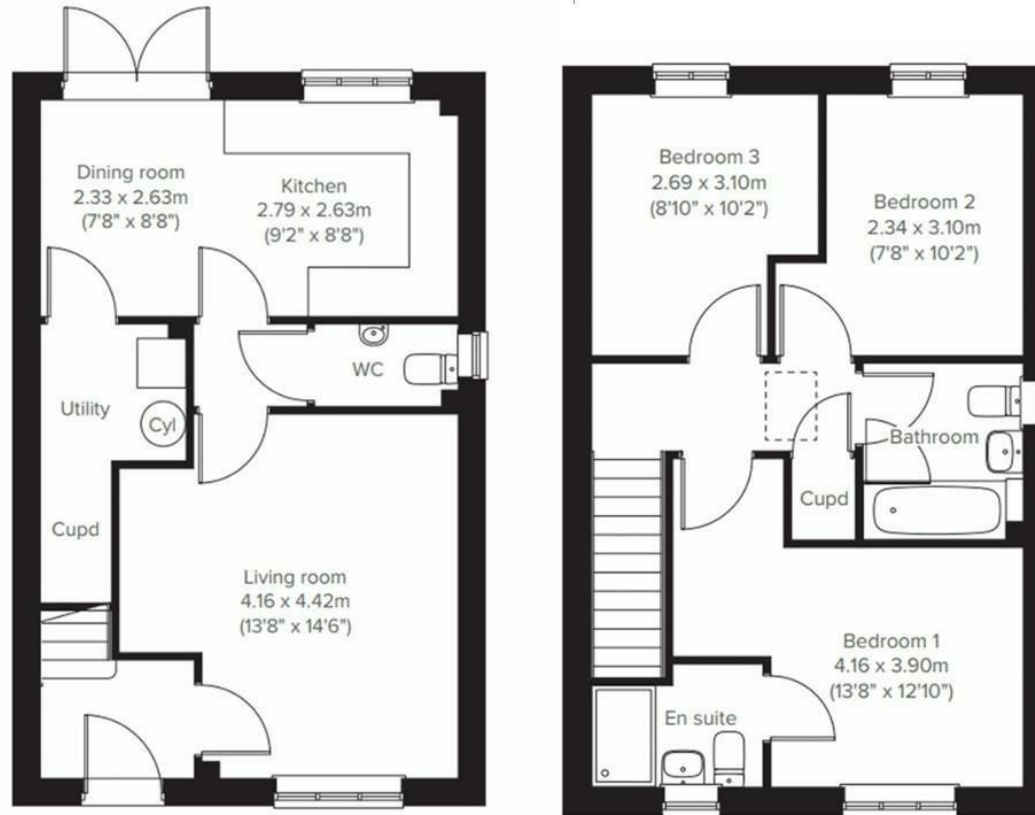 Dining room
2.33 x 2.63m
(7'8" x 8'8")
Kitchen
2.79 x 2.63m
(9'2" x 8'8")
WC
Utility
Cyl
Cupd
Living room
4.16 x 4.42m
(13'8" x 14'6")
Bedroom 3
2.69 x 3.10m
(8'10" x 10'2")
Bedroom 2
2.34 x 3.10m
(7'8" x 10'2")
Bathroom
Cupd
Bedroom 1
4.16 x 3.90m
(13'8" x 12'10")
En suite